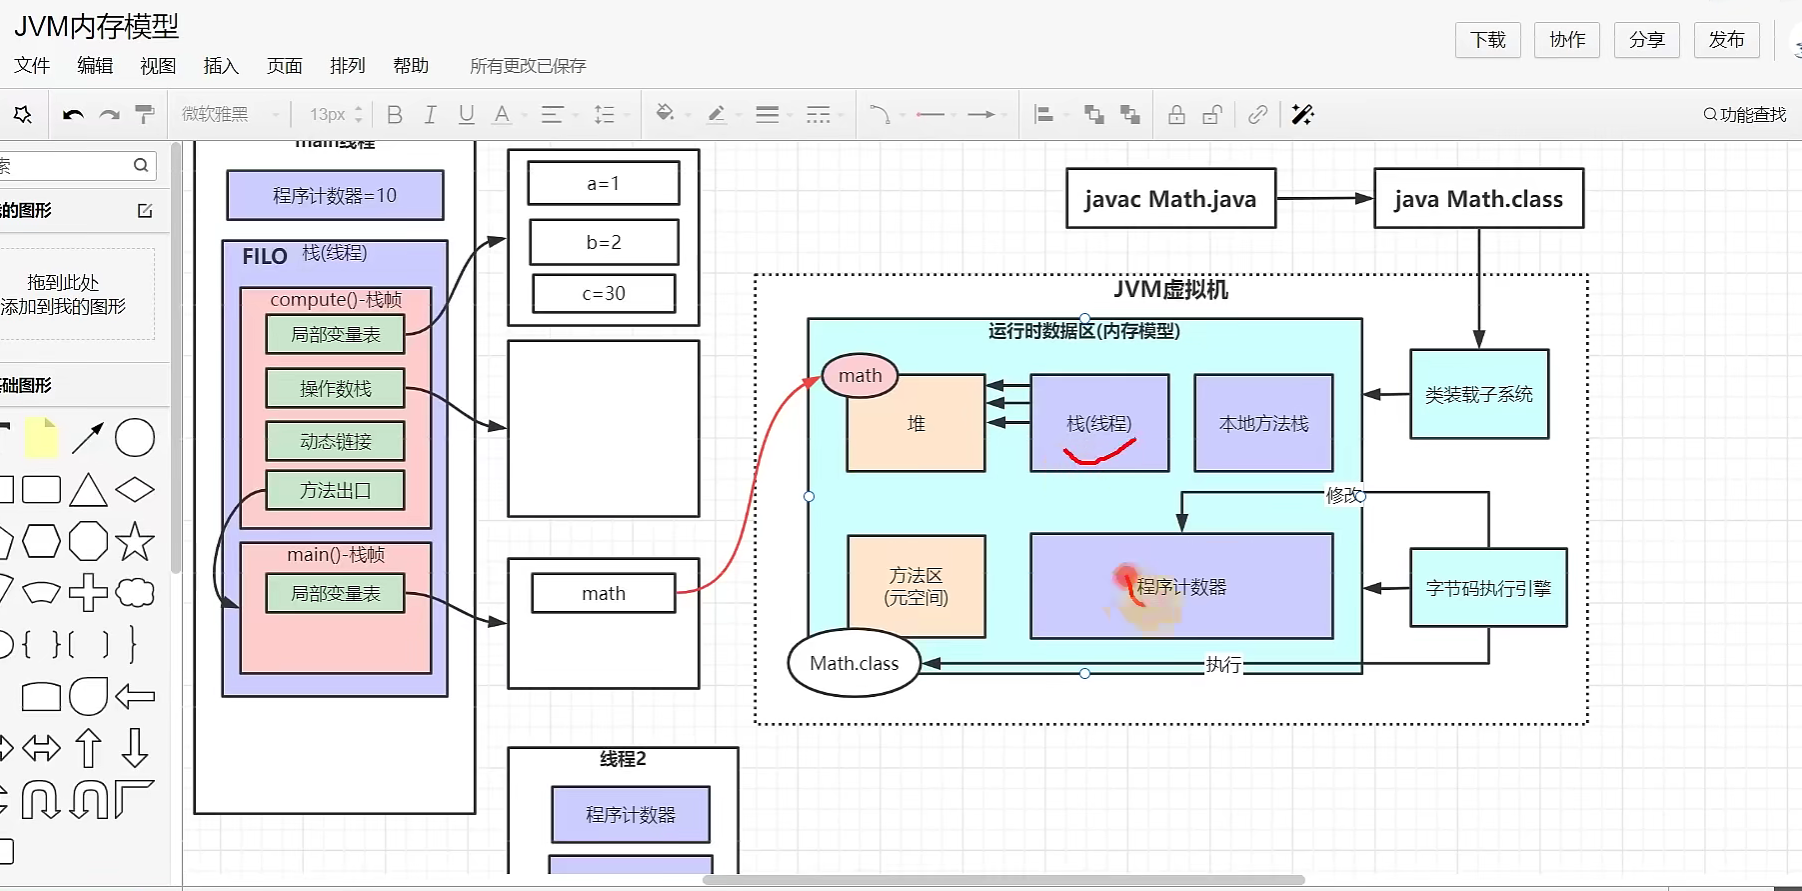 JVM内存模型
文件 编辑 视图 插入 页面 排列 帮助 所有更改已保存
下载 协作 分享 发布
微软雅黑 13px B I U A
功能查找
索
的图形
拖到此处
添加到我的图形
础图形
main线程
程序计数器=10
FILO 栈(线程)
compute()-栈帧
局部变量表
操作数栈
动态链接
方法出口
main()-栈帧
局部变量表
a=1
b=2
c=30
math
线程2
程序计数器
javac Math.java
java Math.class
JVM虚拟机
运行时数据区(内存模型)
math
堆
栈(线程)
本地方法栈
类装载子系统
修改
方法区
(元空间)
程序计数器
字节码执行引擎
Math.class
执行